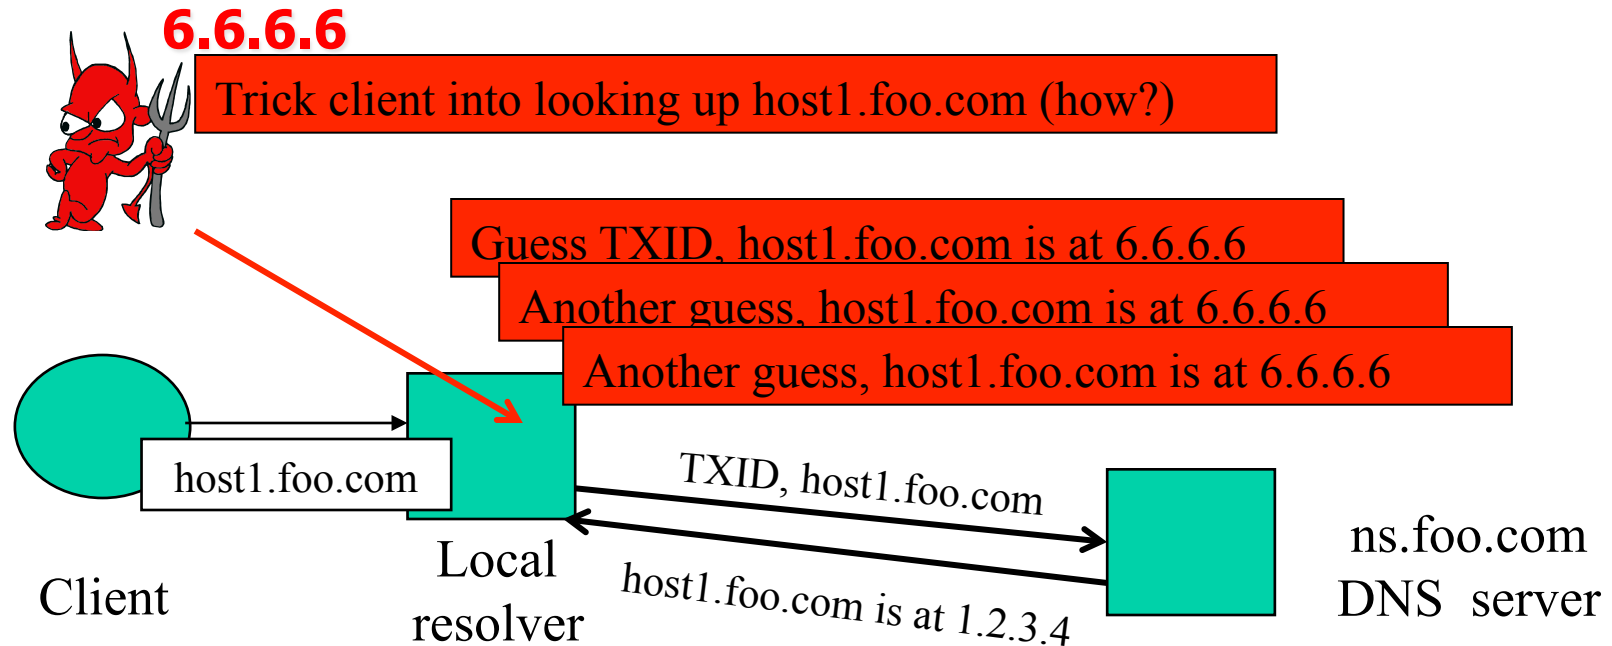 6.6.6.6
Trick client into looking up host1.foo.com (how?)
Guess TXID, host1.foo.com is at 6.6.6.6
Another guess, host1.foo.com is at 6.6.6.6
Another guess, host1.foo.com is at 6.6.6.6
host1.foo.com
TXID, host1.foo.com
host1.foo.com is at 1.2.3.4
Client
Local
resolver
ns.foo.com
DNS server